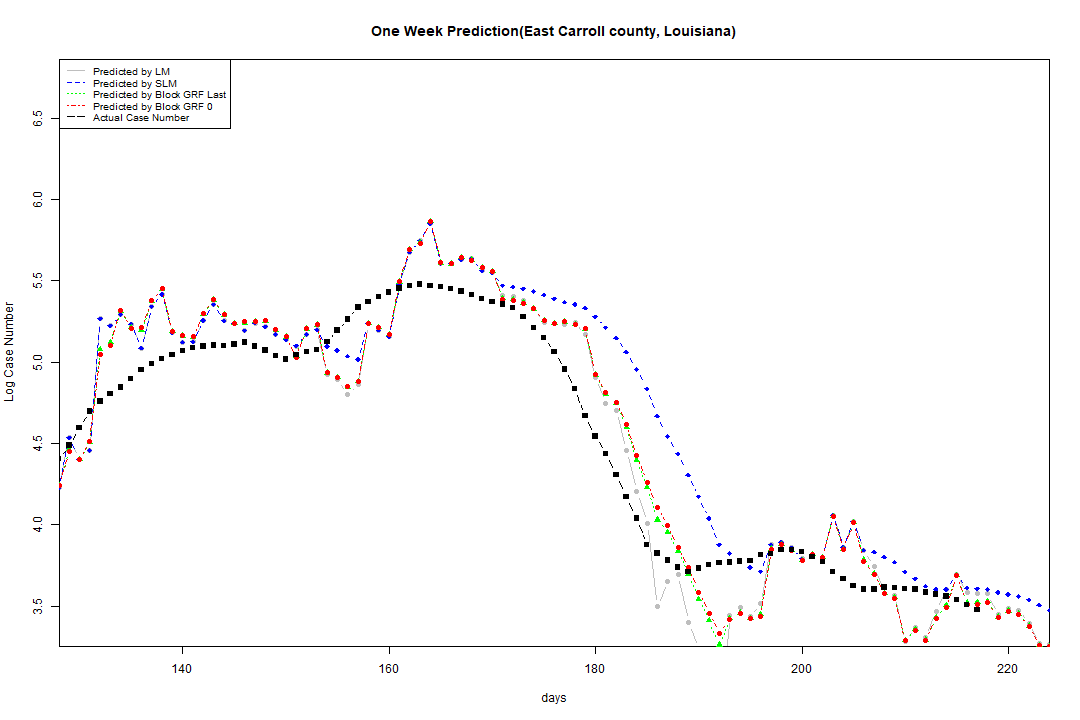 One Week Prediction(East Carroll county, Louisiana)
Predicted by LM
Predicted by SLM
Predicted by Block GRF Last
Predicted by Block GRF 0
Actual Case Number
Log Case Number
6.5
6.0
5.5
5.0
4.5
4.0
3.5
140 160 180 200 220
days